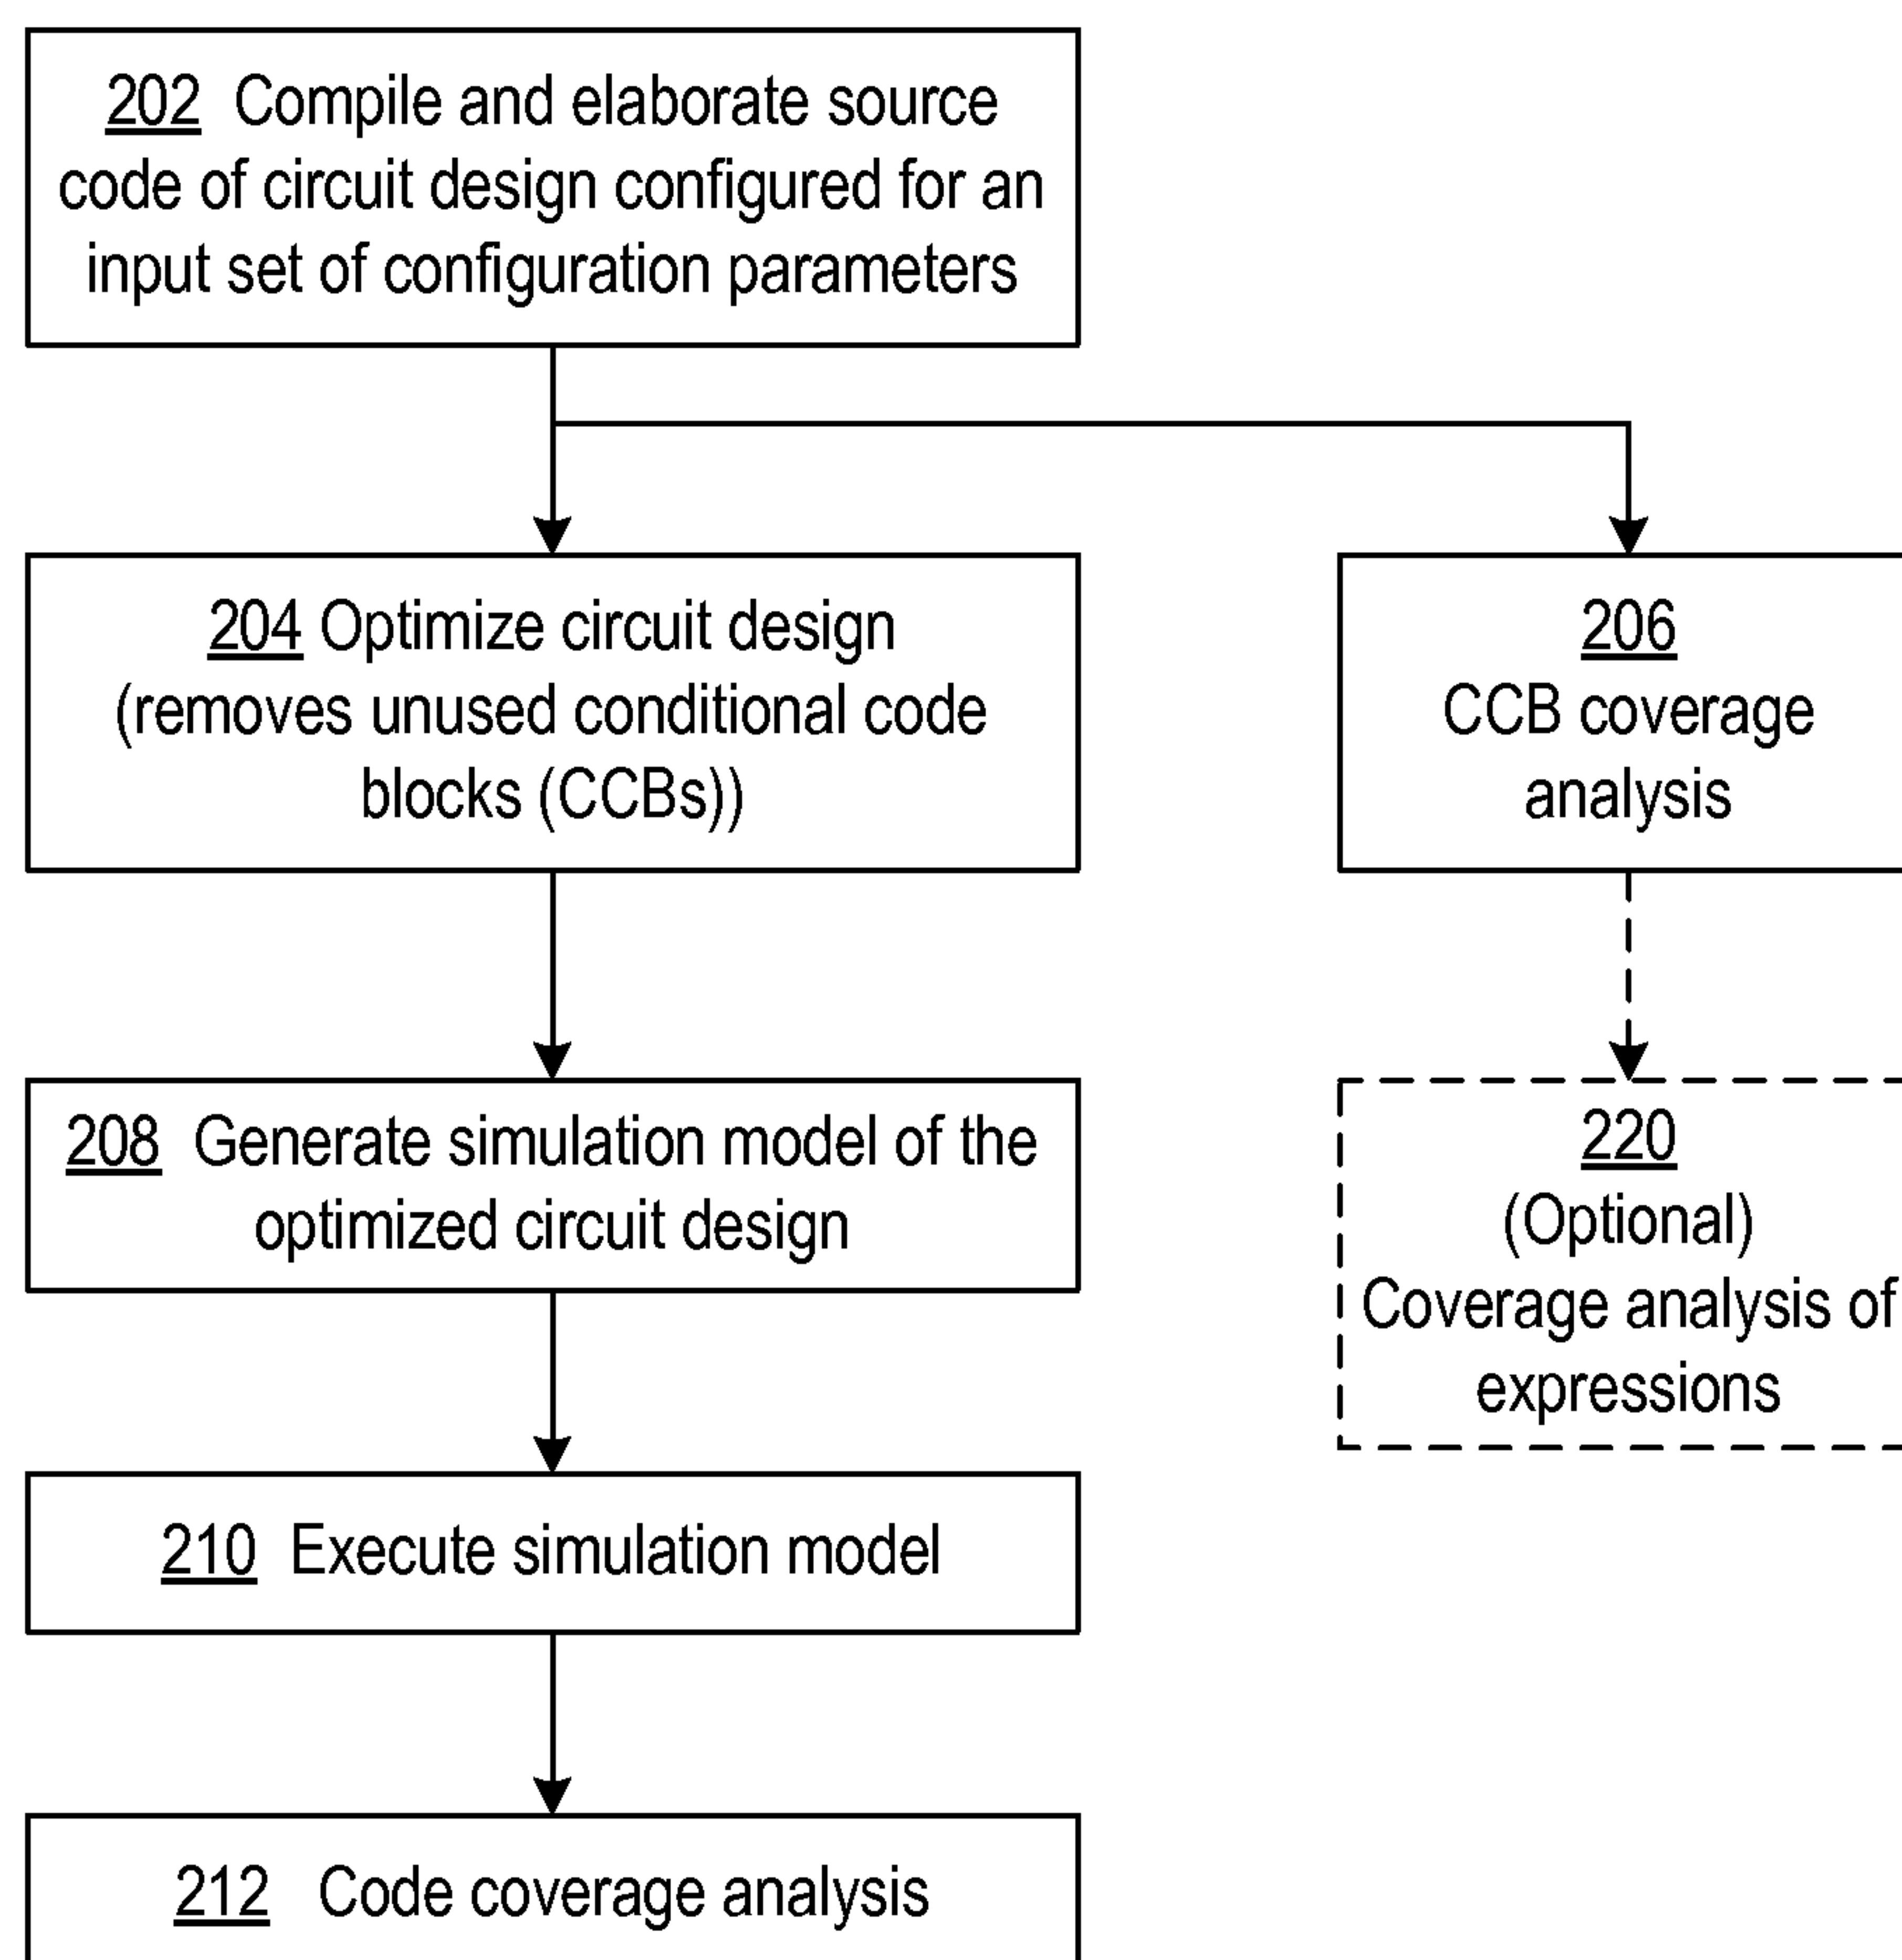 202 Compile and elaborate source
code of circuit design configured for an
input set of configuration parameters
204 Optimize circuit design
(removes unused conditional code
blocks (CCBs))
206
CCB coverage
analysis
208 Generate simulation model of the
optimized circuit design
220
(Optional)
Coverage analysis of
expressions
210 Execute simulation model
212 Code coverage analysis